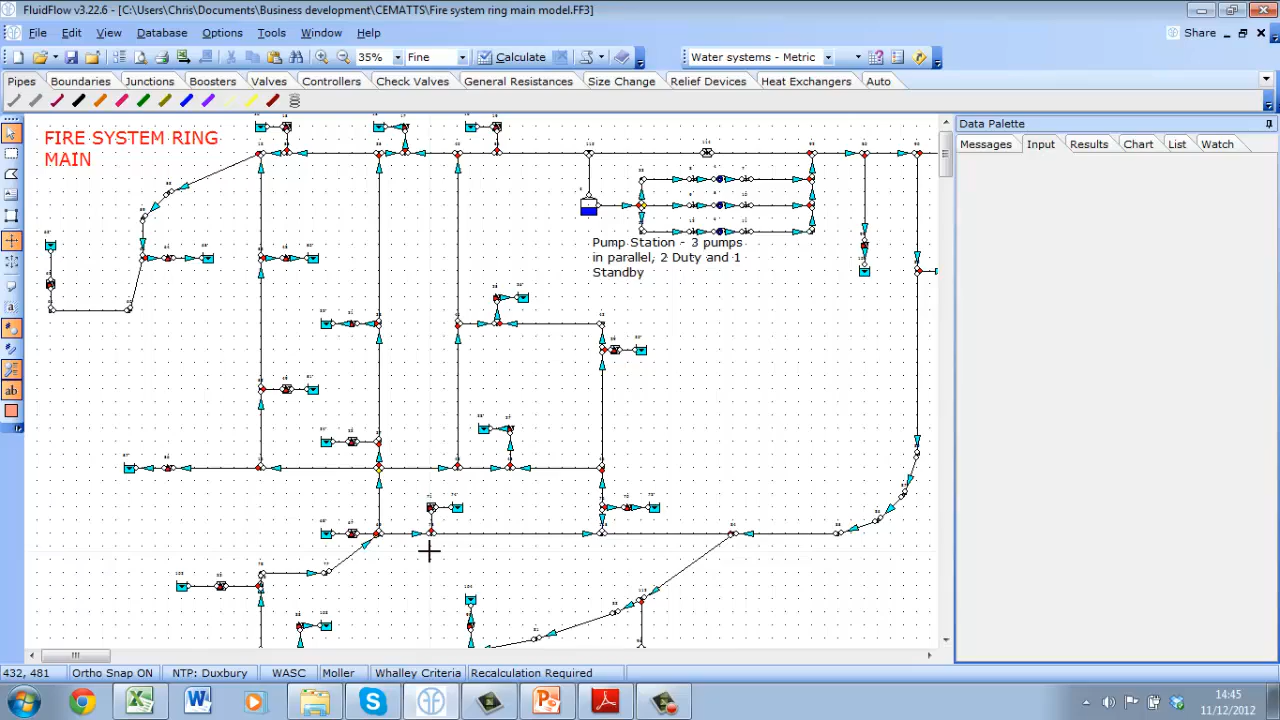 FluidFlow v3.22.6 - [C:\Users\Chris\Documents\Business development\CEMATTS\Fire system ring main model.FF3]
File Edit View Database Options Tools Window Help Share
35% Fine Calculate Water systems - Metric
Pipes Boundaries Junctions Boosters Valves Controllers Check Valves General Resistances Size Change Relief Devices Heat Exchangers Auto
Data Palette
Messages Input Results Chart List Watch
FIRE SYSTEM RING
MAIN
Pump Station - 3 pumps
in parallel, 2 Duty and 1
Standby
432, 481 Ortho Snap ON NTP: Duxbury WASC Moller Whalley Criteria Recalculation Required
14:45
11/12/2012